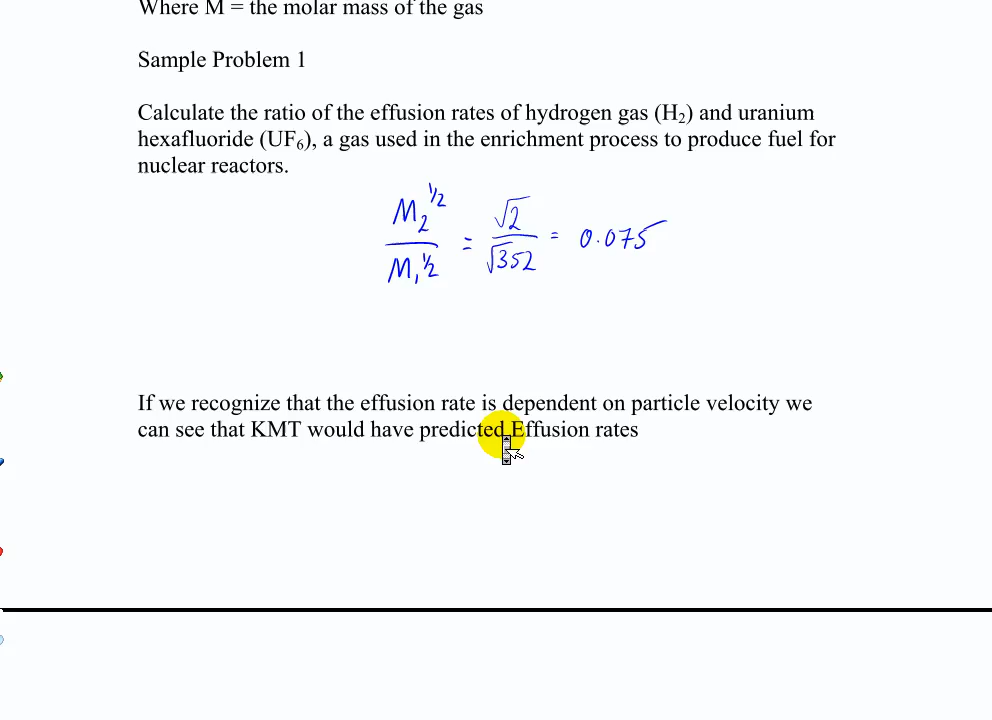 Where M = the molar mass of the gas
Sample Problem 1
Calculate the ratio of the effusion rates of hydrogen gas (H₂) and uranium
hexafluoride (UF₆), a gas used in the enrichment process to produce fuel for
nuclear reactors.
M₂^1/2 / M₁^1/2 = √2 / √352 = 0.075
If we recognize that the effusion rate is dependent on particle velocity we
can see that KMT would have predicted Effusion rates